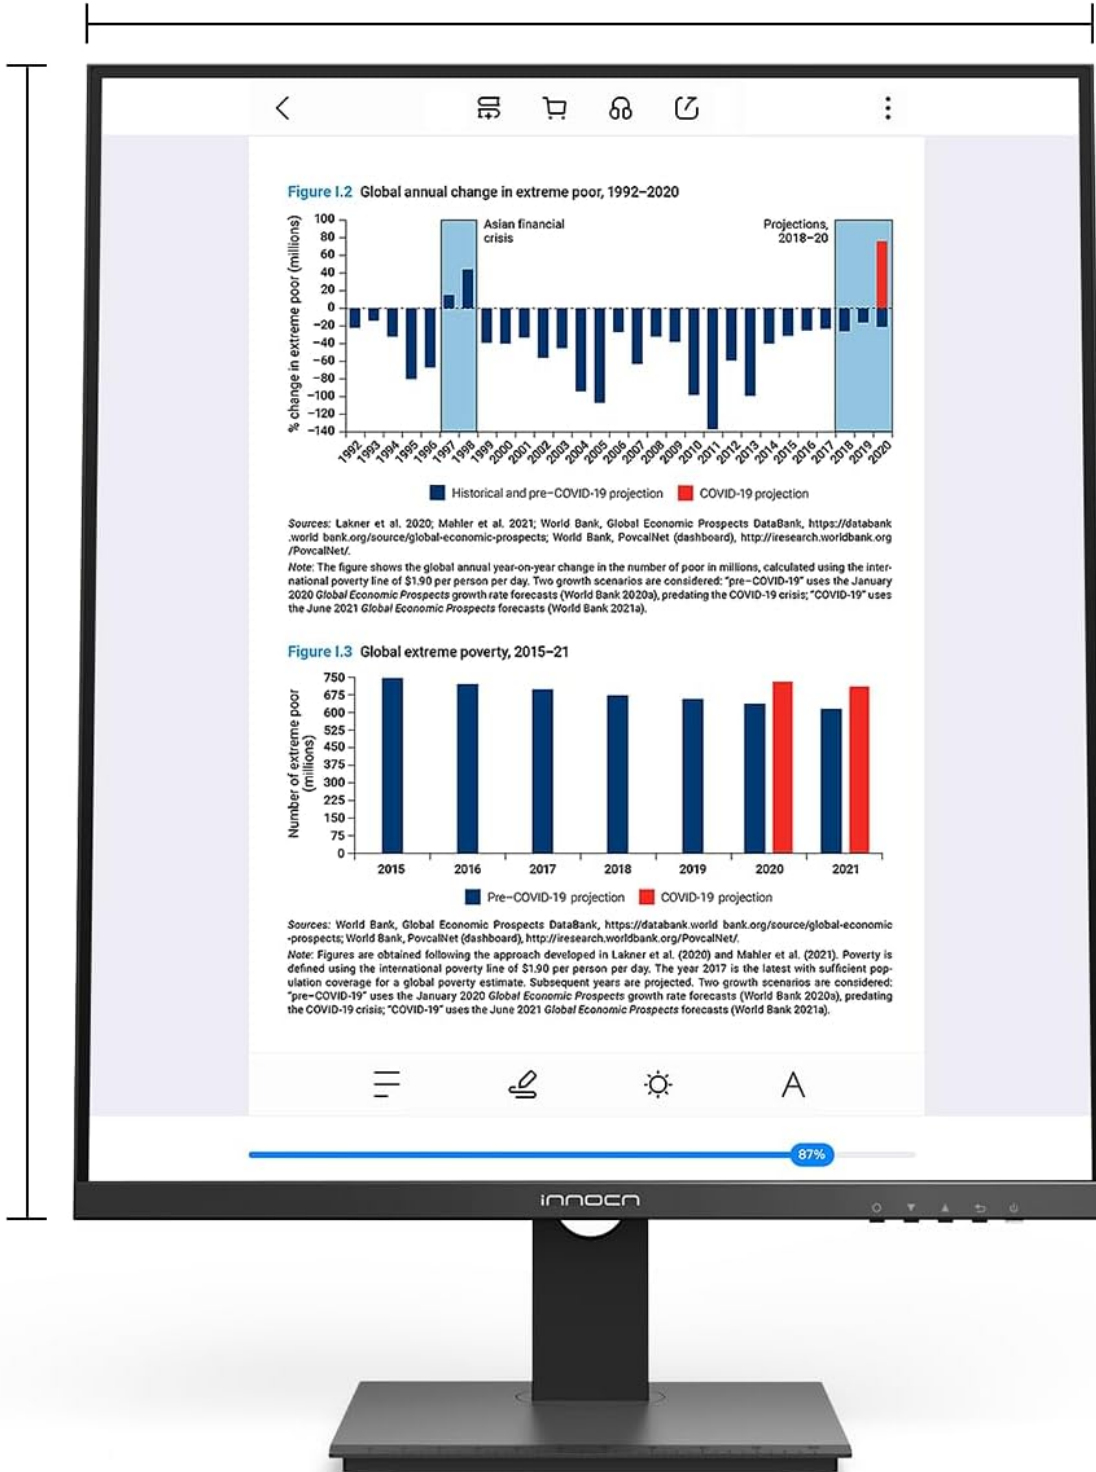 Figure I.2 Global annual change in extreme poor, 1992–2020
% change in extreme poor (millions)
100
80
60
40
20
0
−20
−40
−60
−80
−100
−120
−140
Asian financial
crisis
Projections,
2018–20
1992 1993 1994 1995 1996 1997 1998 1999 2000 2001 2002 2003 2004 2005 2006 2007 2008 2009 2010 2011 2012 2013 2014 2015 2016 2017 2018 2019 2020
Historical and pre–COVID-19 projection COVID-19 projection
Sources: Lakner et al. 2020; Mahler et al. 2021; World Bank, Global Economic Prospects DataBank, https://databank
.world bank.org/source/global-economic-prospects; World Bank, PovcalNet (dashboard), http://iresearch.worldbank.org
/PovcalNet/.
Note: The figure shows the global annual year-on-year change in the number of poor in millions, calculated using the inter-
national poverty line of $1.90 per person per day. Two growth scenarios are considered: “pre–COVID-19” uses the January
2020 Global Economic Prospects growth rate forecasts (World Bank 2020a), predating the COVID-19 crisis; “COVID-19” uses
the June 2021 Global Economic Prospects forecasts (World Bank 2021a).
Figure I.3 Global extreme poverty, 2015–21
Number of extreme poor
(millions)
750
675
600
525
450
375
300
225
150
75
0
2015 2016 2017 2018 2019 2020 2021
Pre–COVID-19 projection COVID-19 projection
Sources: World Bank, Global Economic Prospects DataBank, https://databank.world bank.org/source/global-economic
-prospects; World Bank, PovcalNet (dashboard), http://iresearch.worldbank.org/PovcalNet/.
Note: Figures are obtained following the approach developed in Lakner et al. (2020) and Mahler et al. (2021). Poverty is
defined using the international poverty line of $1.90 per person per day. The year 2017 is the latest with sufficient pop-
ulation coverage for a global poverty estimate. Subsequent years are projected. Two growth scenarios are considered:
“pre–COVID-19” uses the January 2020 Global Economic Prospects growth rate forecasts (World Bank 2020a), predating
the COVID-19 crisis; “COVID-19” uses the June 2021 Global Economic Prospects forecasts (World Bank 2021a).
A
87%
innocn